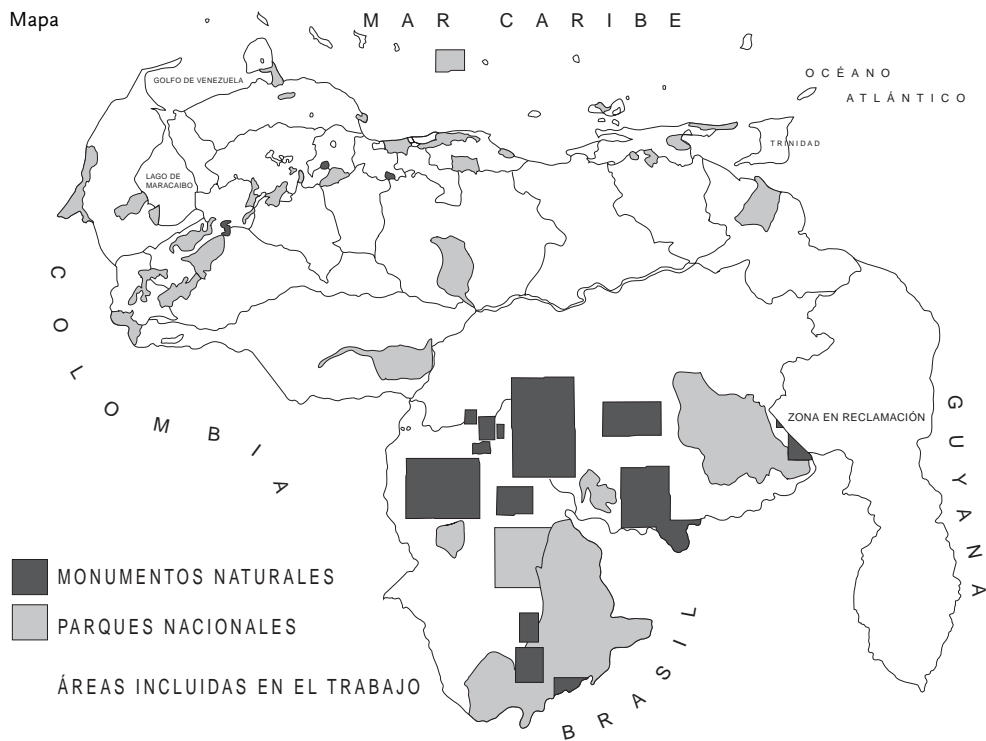 Mapa
MAR CARIBE
GOLFO DE VENEZUELA
OCÉANO
ATLÁNTICO
TRINIDAD
LAGO DE
MARACAIBO
COLOMBIA
ZONA EN RECLAMACIÓN
GUYANA
MONUMENTOS NATURALES
PARQUES NACIONALES
ÁREAS INCLUIDAS EN EL TRABAJO
BRASIL